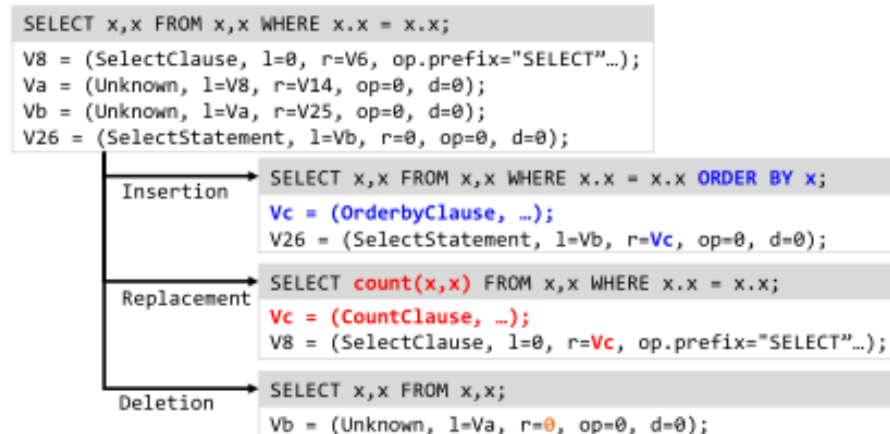 SELECT x,x FROM x,x WHERE x.x = x.x;
V8 = (SelectClause, l=0, r=V6, op.prefix="SELECT”…);
Va = (Unknown, l=V8, r=V14, op=0, d=0);
Vb = (Unknown, l=Va, r=V25, op=0, d=0);
V26 = (SelectStatement, l=Vb, r=0, op=0, d=0);
Insertion
SELECT x,x FROM x,x WHERE x.x = x.x ORDER BY x;
Vc = (OrderbyClause, …);
V26 = (SelectStatement, l=Vb, r=Vc, op=0, d=0);
Replacement
SELECT count(x,x) FROM x,x WHERE x.x = x.x;
Vc = (CountClause, …);
V8 = (SelectClause, l=0, r=Vc, op.prefix="SELECT”…);
Deletion
SELECT x,x FROM x,x;
Vb = (Unknown, l=Va, r=0, op=0, d=0);